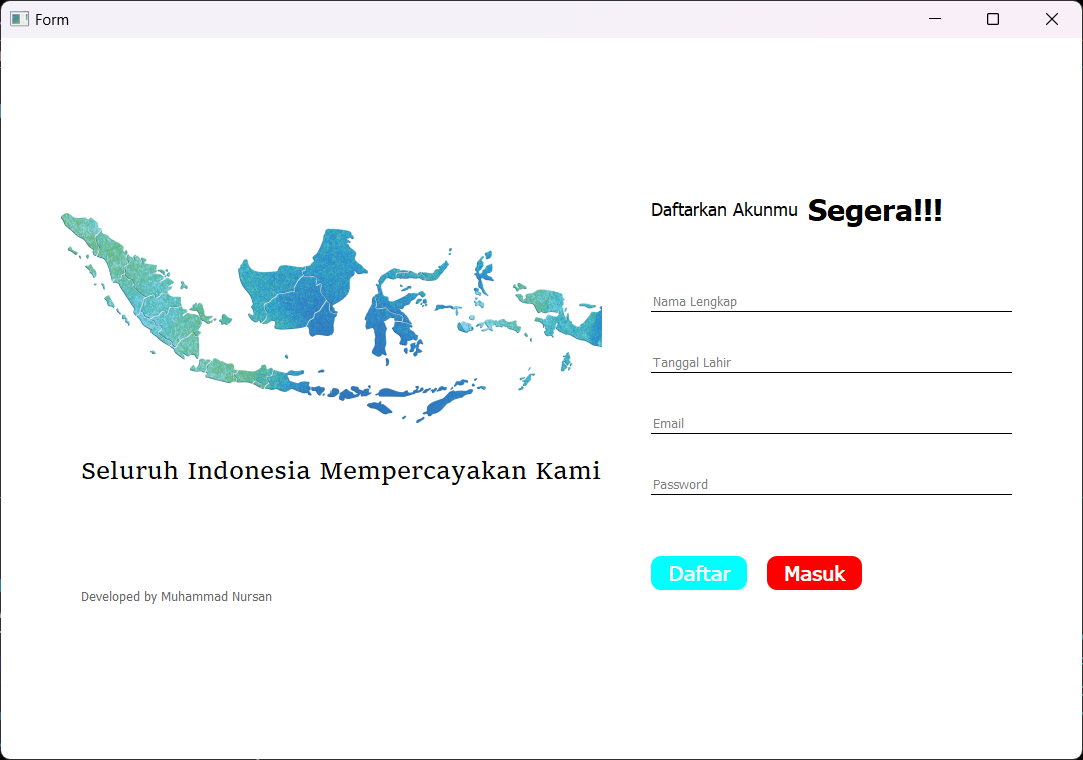 Form
Seluruh Indonesia Mempercayakan Kami
Developed by Muhammad Nursan
Daftarkan Akunmu Segera!!!
Nama Lengkap
Tanggal Lahir
Email
Password
Daftar
Masuk